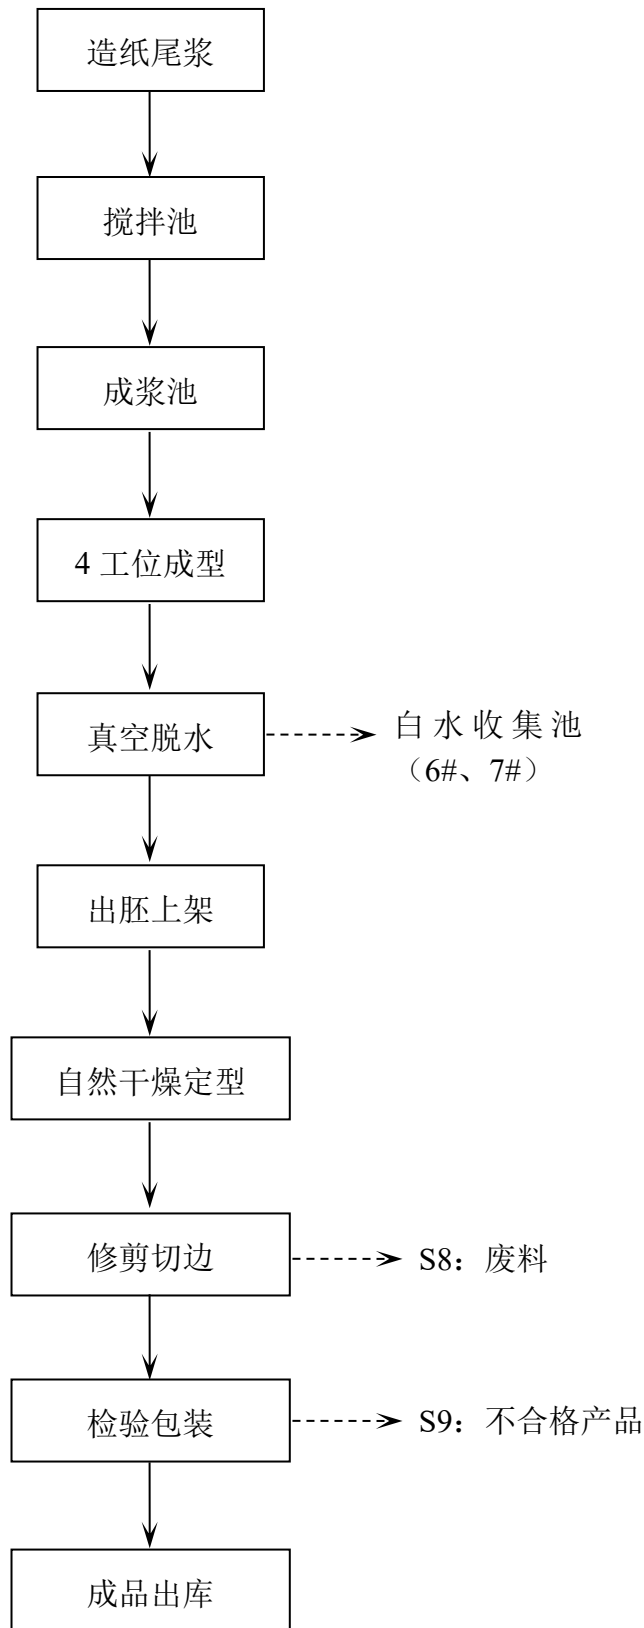 造纸尾浆
搅拌池
成浆池
4 工位成型
真空脱水
白水收集池
（6#、7#）
出胚上架
自然干燥定型
修剪切边
S8：废料
检验包装
S9：不合格产品
成品出库